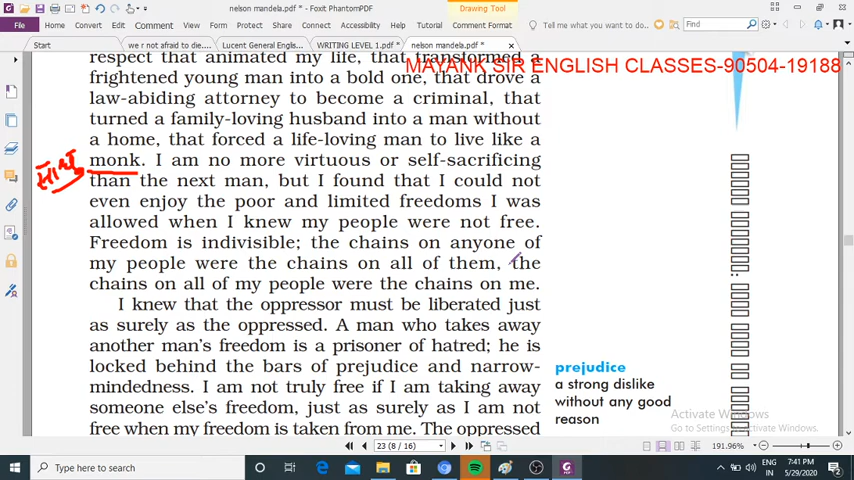 nelson mandela.pdf * - Foxit PhantomPDF
Drawing Tool
File
Home
Edit
Comment
View
Form
Protect
Share
Connect
Accessibility
Help
Tutorial
Comment Format
Tell me what you want to do...
Find
Start
we r not afraid to die....
Lucent General Engl...
WRITING LEVEL 1.pdf *
nelson mandela.pdf *
respect that animated my life, that transformed a
MAYANK SIR ENGLISH CLASSES-90504-19188
frightened young man into a bold one, that drove a
law-abiding attorney to become a criminal, that
turned a family-loving husband into a man without
a home, that forced a life-loving man to live like a
monk. I am no more virtuous or self-sacrificing
than the next man, but I found that I could not
even enjoy the poor and limited freedoms I was
allowed when I knew my people were not free.
Freedom is indivisible; the chains on anyone of
my people were the chains on all of them, the
chains on all of my people were the chains on me.
I knew that the oppressor must be liberated just
as surely as the oppressed. A man who takes away
another man's freedom is a prisoner of hatred; he is
locked behind the bars of prejudice and narrow-
mindedness. I am not truly free if I am taking away
someone else's freedom, just as surely as I am not
free when my freedom is taken from me. The oppressed
prejudice
a strong dislike
without any good
reason
Activate Windows
Go to Settings to Activate Windows.
23 (8 / 16)
191.96%
Type here to search
ENG
IN
7:41 PM
5/29/2020
2